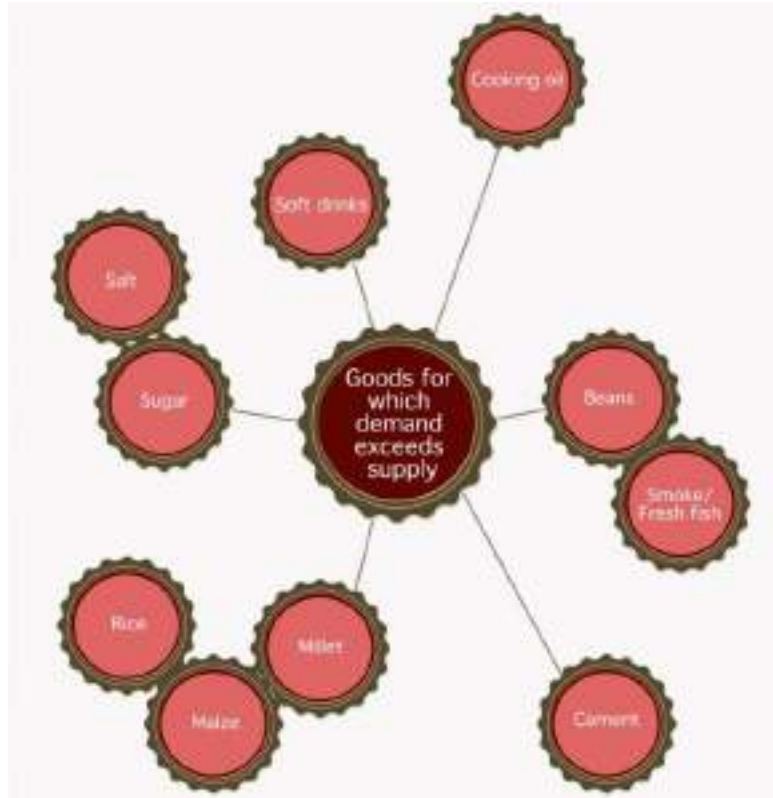 Cooking oil
Soft drinks
Salt
Sugar
Goods for
which
demand
exceeds
supply
Beans
Smoke/
Fresh fish
Rice
Millet
Maize
Cement